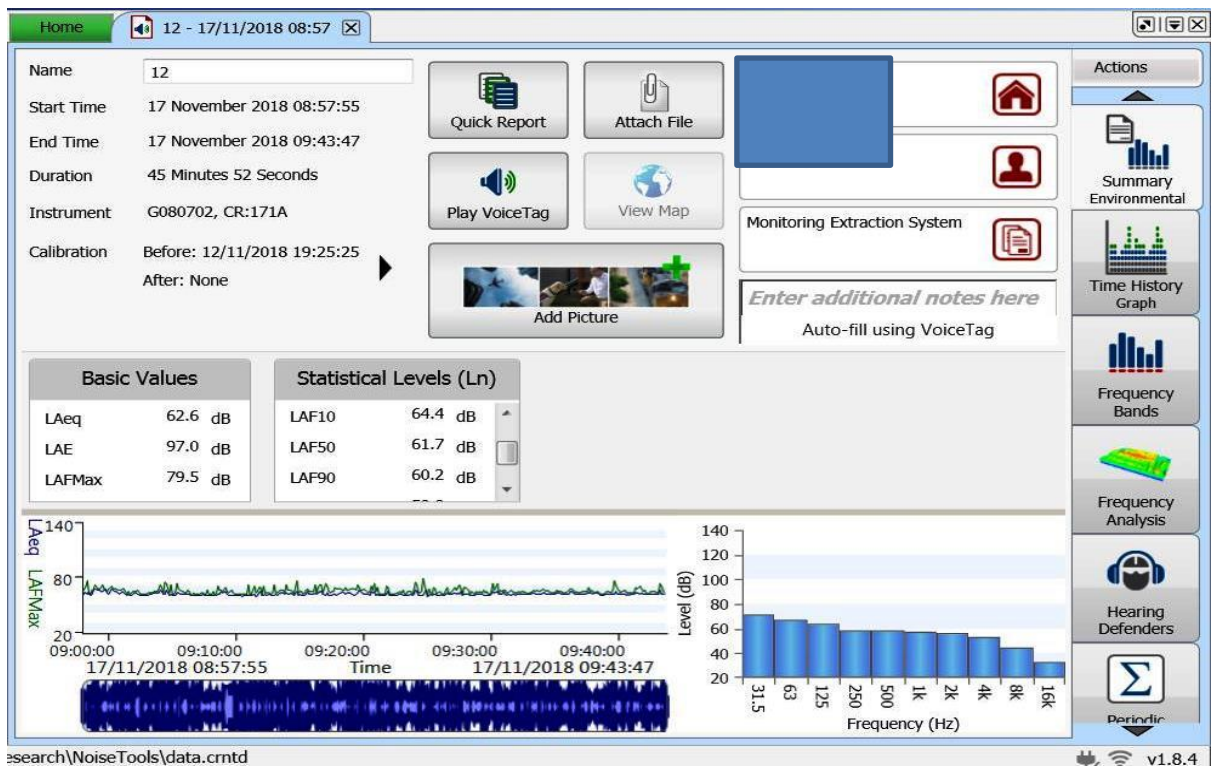 Home
12 - 17/11/2018 08:57
Name 12
Start Time 17 November 2018 08:57:55
End Time 17 November 2018 09:43:47
Duration 45 Minutes 52 Seconds
Instrument G080702, CR:171A
Calibration Before: 12/11/2018 19:25:25
After: None
Quick Report
Attach File
Play VoiceTag
View Map
Add Picture
Monitoring Extraction System
Enter additional notes here
Auto-fill using VoiceTag
Actions
Summary
Environmental
Time History
Graph
Frequency
Bands
Frequency
Analysis
Hearing
Defenders
Periodic
Basic Values
LAeq 62.6 dB
LAE 97.0 dB
LAFMax 79.5 dB
Statistical Levels (Ln)
LAF10 64.4 dB
LAF50 61.7 dB
LAF90 60.2 dB
LAeq
LAFMax
140
80
20
09:00:00 09:10:00 09:20:00 09:30:00 09:40:00
17/11/2018 08:57:55 Time 17/11/2018 09:43:47
Level (dB)
140
120
100
80
60
40
20
31.5 63 125 250 500 1k 2k 4k 8k 16k
Frequency (Hz)
esearch\NoiseTools\data.crntd
v1.8.4